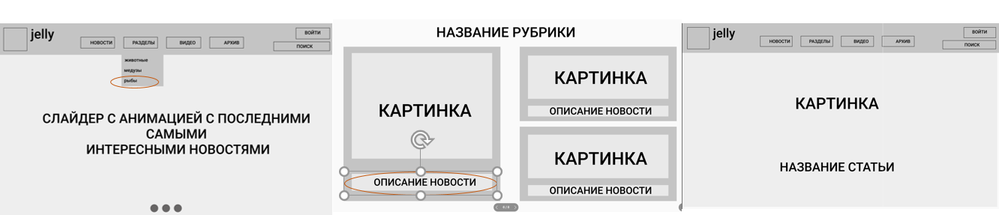 jelly
ВОЙТИ
НОВОСТИ РАЗДЕЛЫ ВИДЕО АРХИВ ПОИСК
животные
медузы
рыбы
СЛАЙДЕР С АНИМАЦИЕЙ С ПОСЛЕДНИМИ
САМЫМИ
ИНТЕРЕСНЫМИ НОВОСТЯМИ
НАЗВАНИЕ РУБРИКИ
КАРТИНКА
ОПИСАНИЕ НОВОСТИ
КАРТИНКА
ОПИСАНИЕ НОВОСТИ
КАРТИНКА
ОПИСАНИЕ НОВОСТИ
jelly
ВОЙТИ
НОВОСТИ РАЗДЕЛЫ ВИДЕО АРХИВ ПОИСК
КАРТИНКА
НАЗВАНИЕ СТАТЬИ